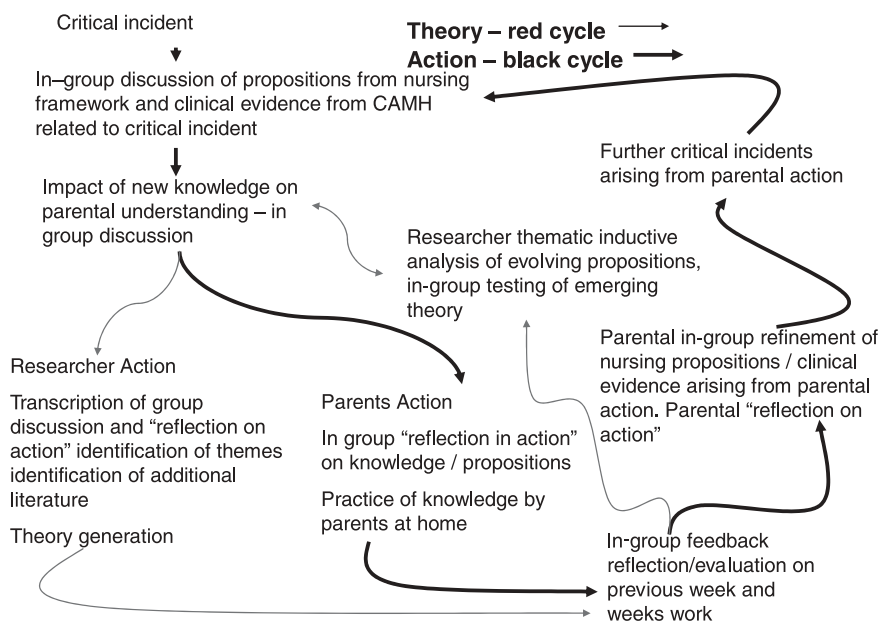 Critical incident
Theory – red cycle
Action – black cycle
In–group discussion of propositions from nursing
framework and clinical evidence from CAMH
related to critical incident
Further critical incidents
arising from parental action
Impact of new knowledge on
parental understanding – in
group discussion
Researcher thematic inductive
analysis of evolving propositions,
in-group testing of emerging
theory
Parental in-group refinement of
nursing propositions / clinical
evidence arising from parental
action. Parental “reflection on
action”
Researcher Action
Transcription of group
discussion and “reflection on
action” identification of themes
identification of additional
literature
Theory generation
Parents Action
In group “reflection in action”
on knowledge / propositions
Practice of knowledge by
parents at home
In-group feedback
reflection/evaluation on
previous week and
weeks work